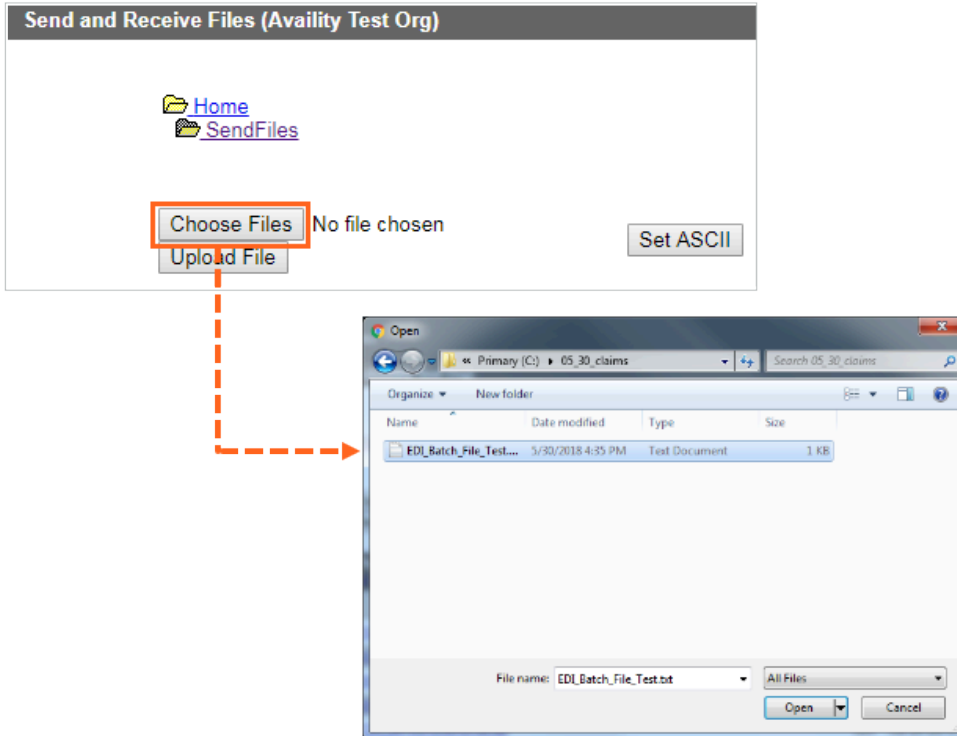 Send and Receive Files (Availity Test Org)
Home
SendFiles
Choose Files No file chosen
Set ASCII
Upload File
Open
« Primary (C:) ▸ 05_30_claims
Search 05_30_claims
Organize New folder
Name Date modified Type Size
EDI_Batch_File_Test.... 5/30/2018 4:35 PM Text Document 1 KB
File name: EDI_Batch_File_Test.txt All Files
Open Cancel